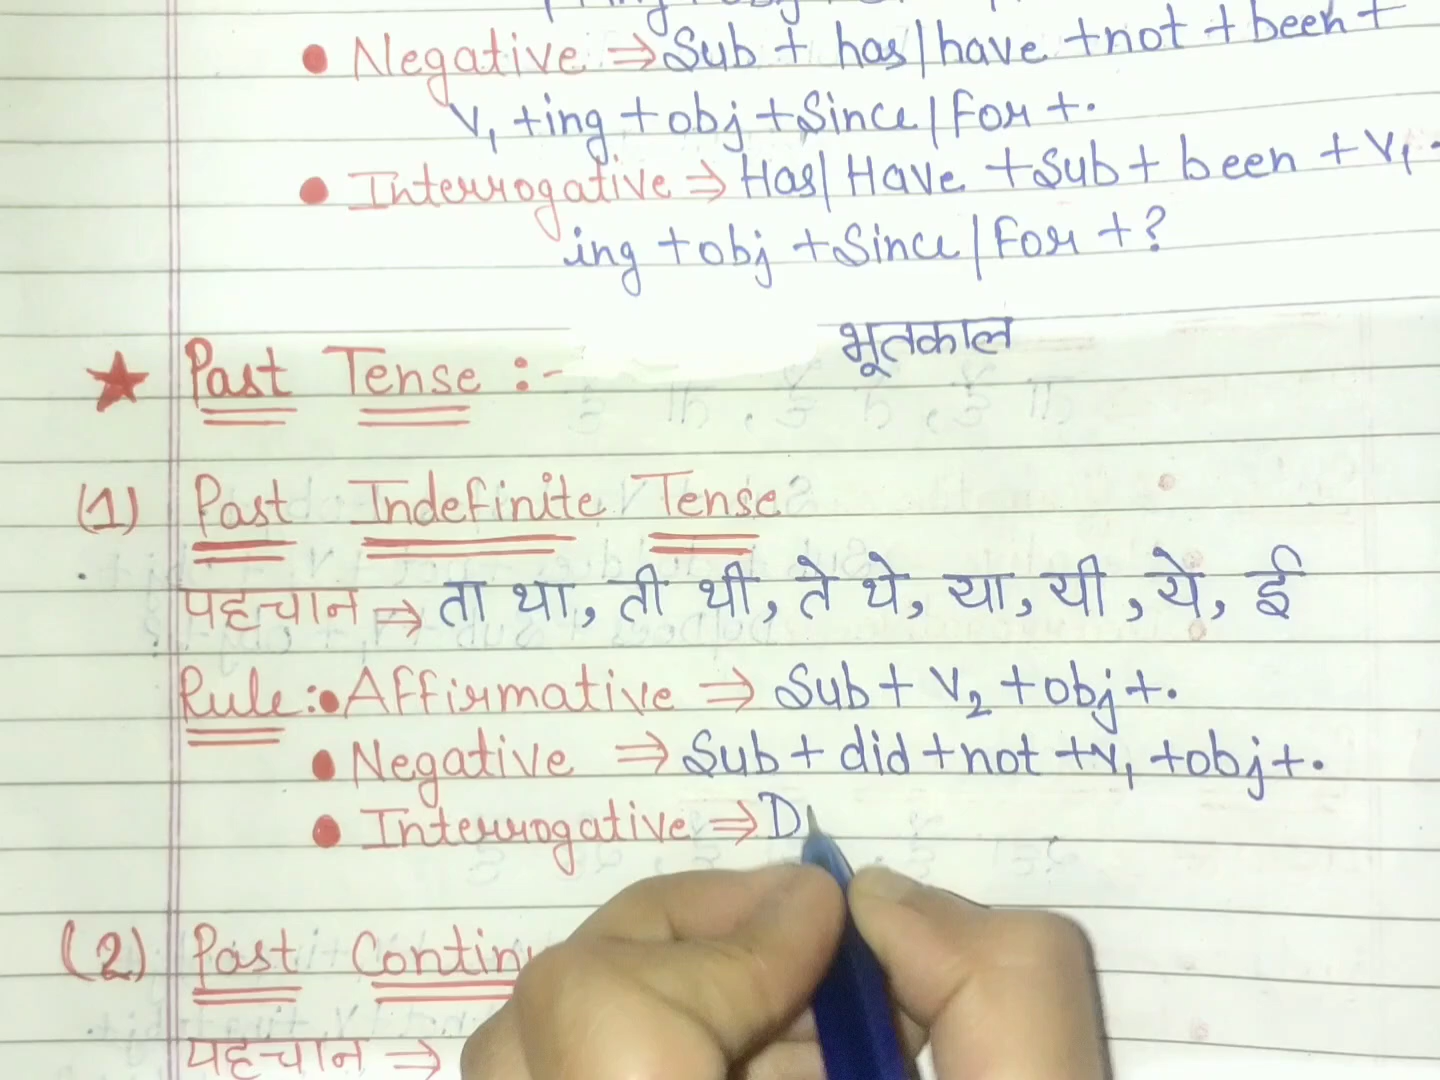 • Negative ⇒ Sub + has/have + not + been +
V₁ + ing + obj + Since/For + .
• Interrogative ⇒ Has/Have + Sub + been + V₁ +
ing + obj + Since/For + ?
भूतकाल
★ Past Tense :-
(1) Past Indefinite Tense
पहचान ⇒ ता था, ती थी, ते थे, या, यी, ये, ई
Rule : • Affirmative ⇒ Sub + V₂ + obj + .
• Negative ⇒ Sub + did + not + V₁ + obj + .
• Interrogative ⇒ D
(2) Past Contin
पहचान ⇒